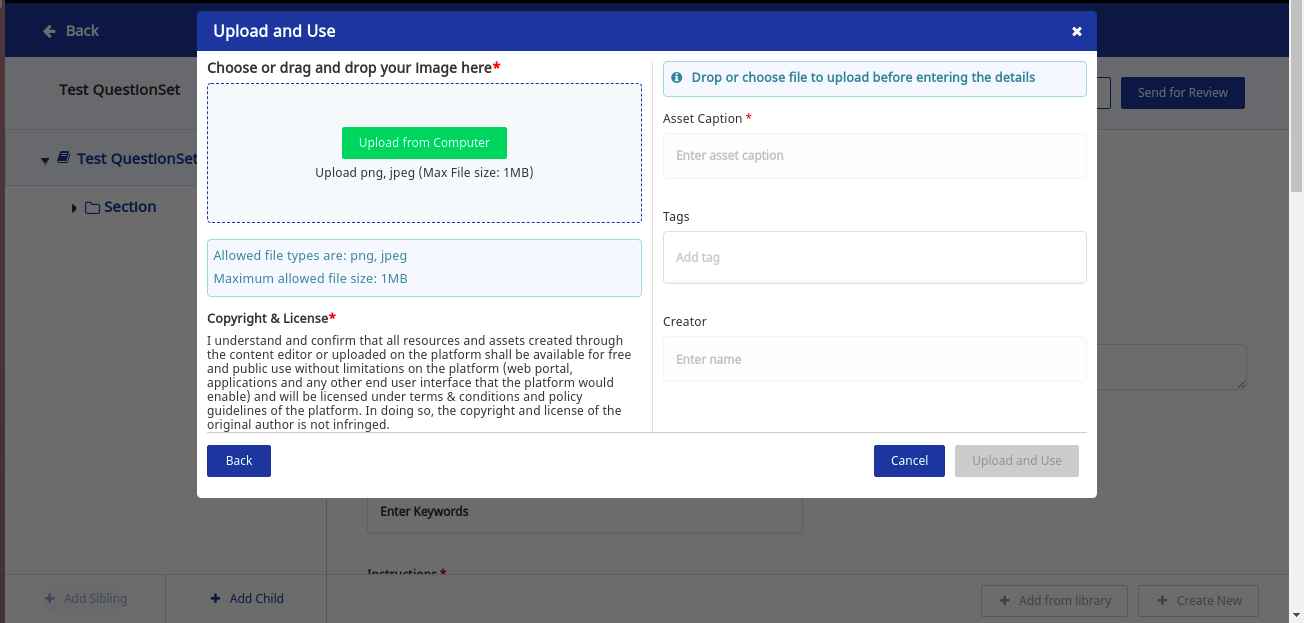 Back
Upload and Use
Test QuestionSet
Send for Review
Test QuestionSet
Section
Choose or drag and drop your Image here*
Upload from Computer
Upload png, jpeg (Max File size: 1MB)
Allowed file types are: png, jpeg
Maximum allowed file size: 1MB
Copyright & License*
I understand and confirm that all resources and assets created through
the content editor or uploaded on the platform shall be available for free
and public use without limitations on the platform (web portal,
applications and any other end user interface that the platform would
enable) and will be licensed under terms & conditions and policy
guidelines of the platform. In doing so, the copyright and license of the
original author is not infringed.
Drop or choose file to upload before entering the details
Asset Caption *
Enter asset caption
Tags
Add tag
Creator
Enter name
Back
Cancel
Upload and Use
Enter Keywords
Instructions *
Add Sibling
Add Child
Add from library
Create New